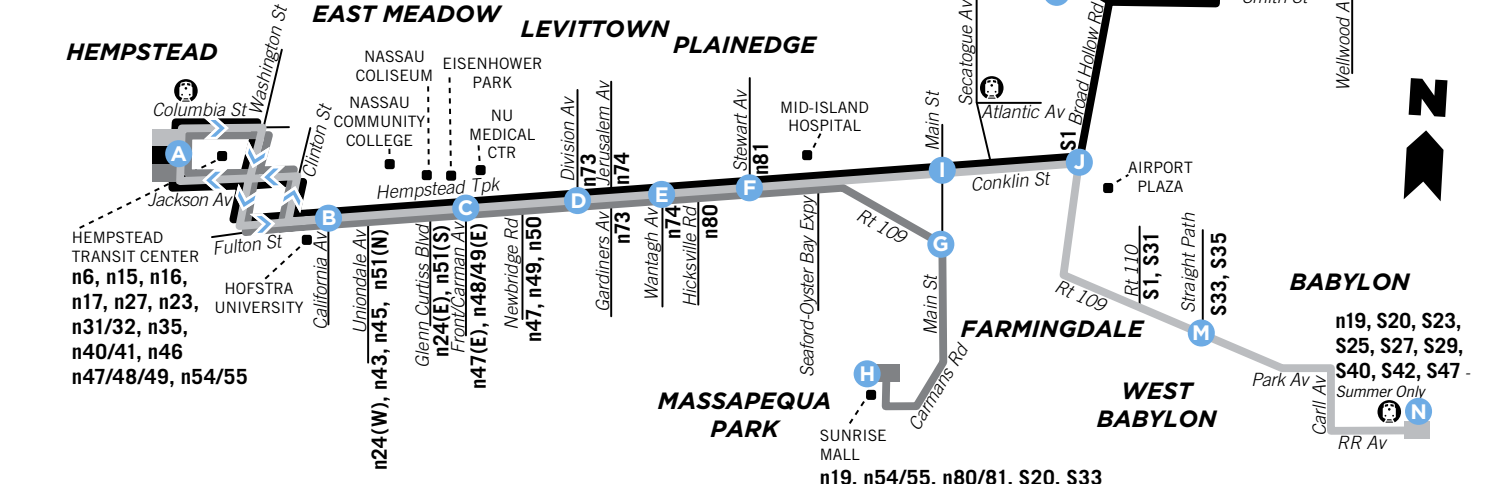 EAST MEADOW
HEMPSTEAD
LEVITTOWN
PLAINEDGE
Washington St
Columbia St
Clinton St
Jackson Av
Fulton St
A
HEMPSTEAD
TRANSIT CENTER
n6, n15, n16,
n17, n27, n23,
n31/32, n35,
n40/41, n46
n47/48/49, n54/55
HOFSTRA
UNIVERSITY
NASSAU
COLISEUM
EISENHOWER
PARK
NASSAU
COMMUNITY
COLLEGE
NU
MEDICAL
CTR
Hempstead Tpk
B
California Av
Uniondale Av
n24(W), n43, n45, n51(N)
Glenn Curtiss Blvd
n24(E), n51(S)
C
Front/Carman Av
n47(E), n48/49(E)
Newbridge Rd
n47, n49, n50
D
Division Av
n73
Jerusalem Av
n74
Gardiners Av
n73
E
Wantagh Av
n74
Hicksville Rd
n80
F
Stewart Av
n81
MID-ISLAND
HOSPITAL
Seaford-Oyster Bay Expy
Rt 109
Main St
I
G
Main St
Carmans Rd
H
SUNRISE
MALL
n19, n54/55, n80/81, S20, S33
MASSAPEQUA
PARK
FARMINGDALE
Secatogue Av
Atlantic Av
Conklin St
Broad Hollow Rd
S1
J
AIRPORT
PLAZA
Smith St
Wellwood A
N
Rt 109
Rt 110
S1, S31
Straight Path
S33, S35
M
WEST
BABYLON
BABYLON
n19, S20, S23,
S25, S27, S29,
S40, S42, S47 -
Summer Only
Park Av
Carll Av
RR Av
N